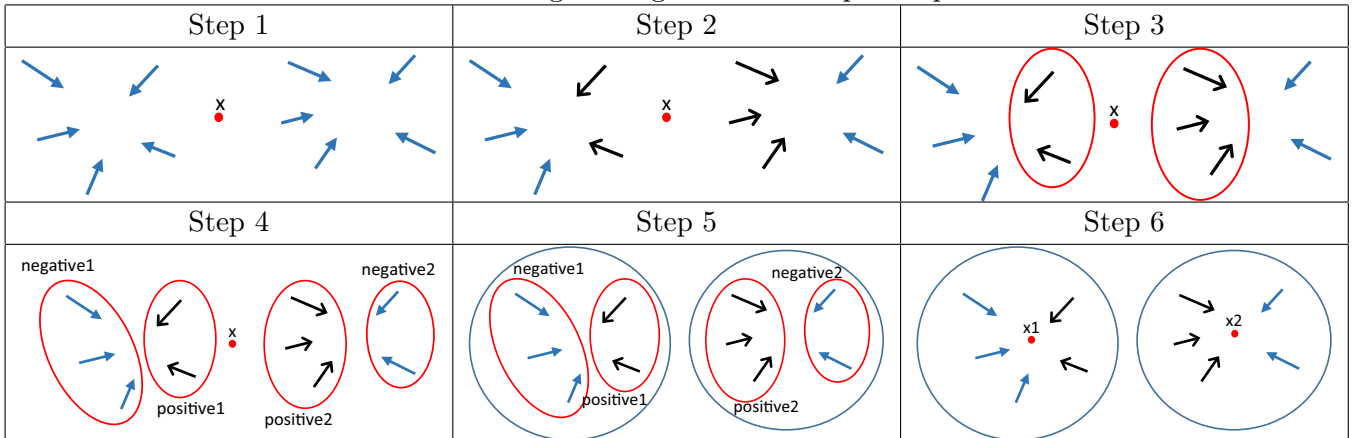 Step 1 Step 2 Step 3
x x x
Step 4 Step 5 Step 6
negative1 negative2 negative1 negative2
x x1 x2
positive1 positive2 positive1 positive2